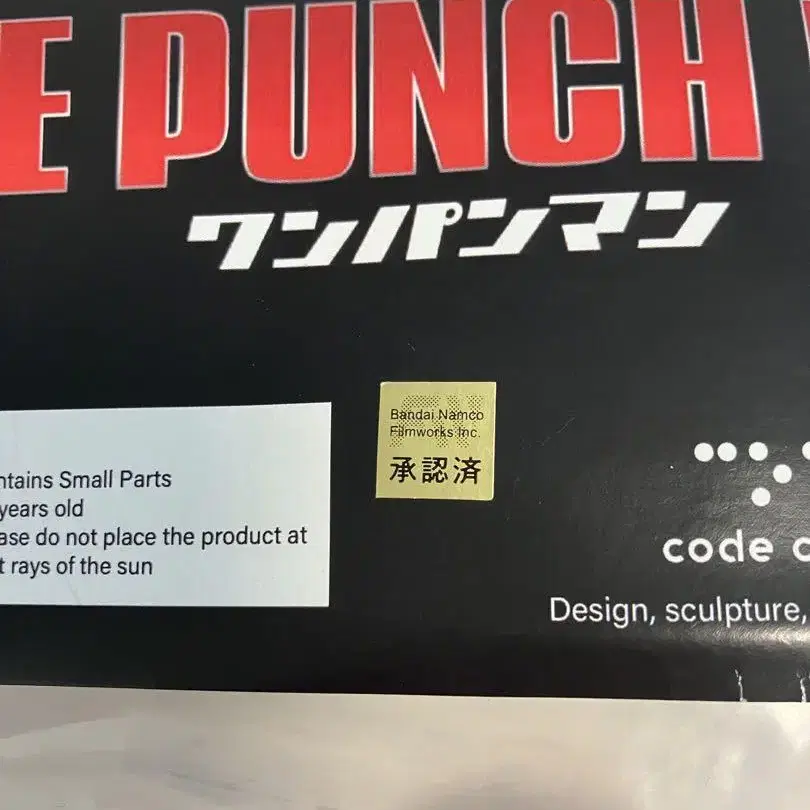 E PUNCH
ワンパンマン
Bandai Namco
Filmworks Inc.
承認済
ntains Small Parts
years old
ase do not place the product at
t rays of the sun
code
Design, sculpture,